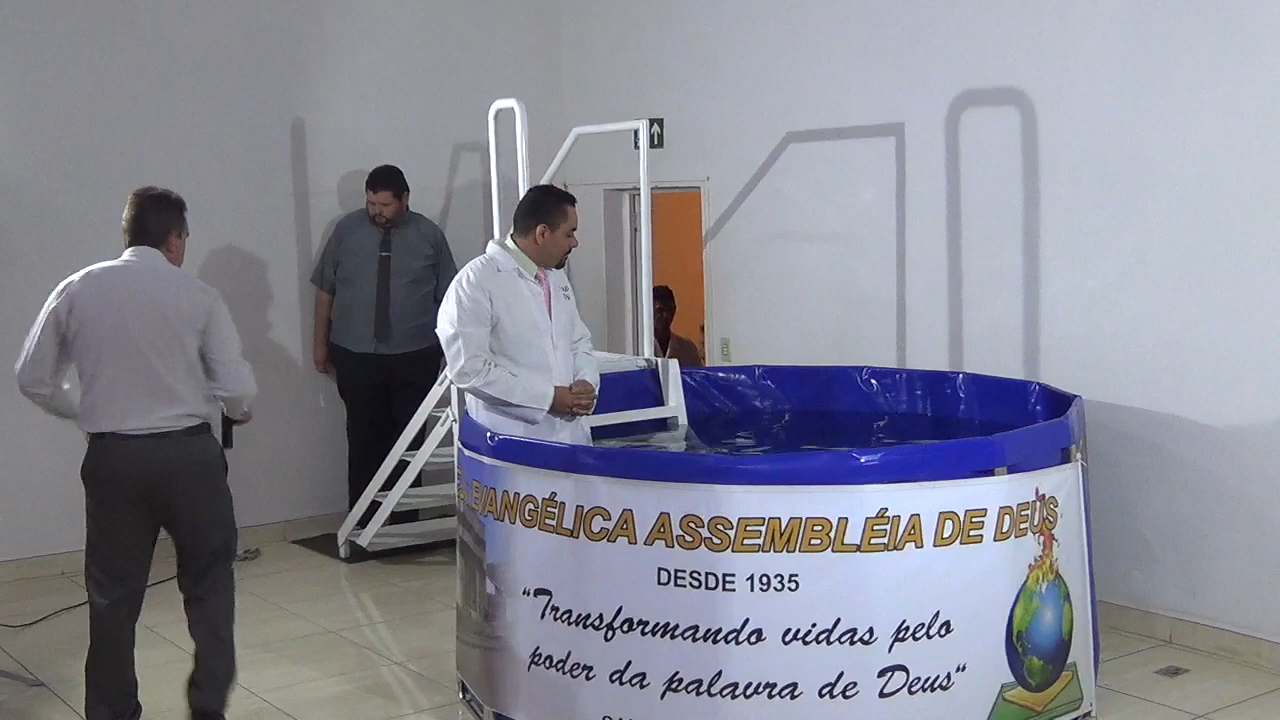 EVANGÉLICA ASSEMBLÉIA DE DEUS
DESDE 1935
“Transformando vidas pelo
poder da palavra de Deus“